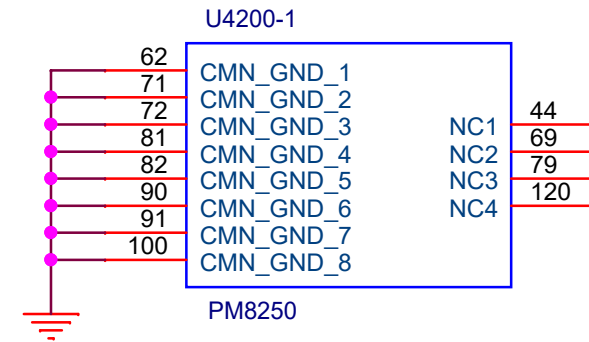 U4200-1
62 CMN_GND_1
71 CMN_GND_2
72 CMN_GND_3 NC1 44
81 CMN_GND_4 NC2 69
82 CMN_GND_5 NC3 79
90 CMN_GND_6 NC4 120
91 CMN_GND_7
100 CMN_GND_8
PM8250